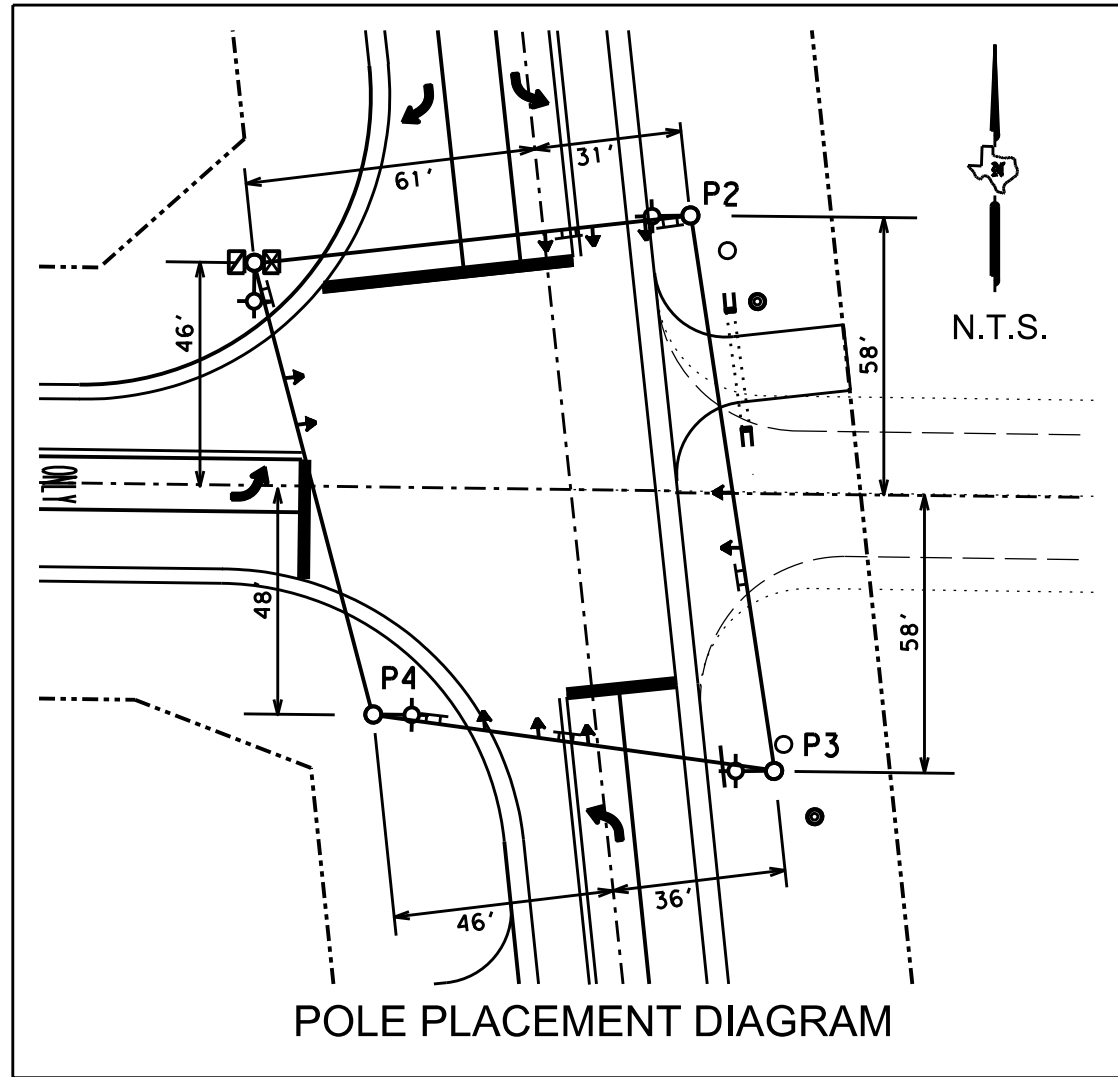 31'
61'
P2
N.T.S.
46'
58'
ONLY
48'
58'
P4
P3
36'
46'
POLE PLACEMENT DIAGRAM